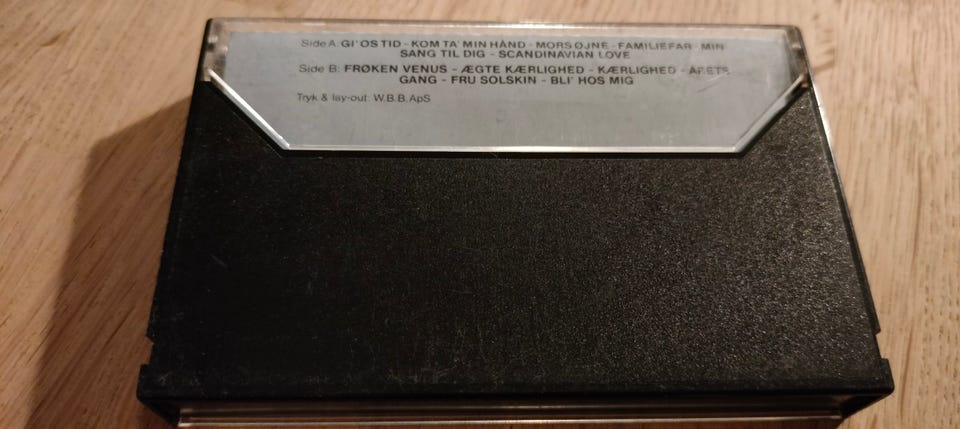 Side A: GI' OS TID - KOM TA' MIN HÅND - MORS ØJNE - FAMILIEFAR - MIN
SANG TIL DIG - SCANDINAVIAN LOVE
Side B: FRØKEN VENUS - ÆGTE KÆRLIGHED - KÆRLIGHED - ÅRETS
GANG - FRU SOLSKIN - BLI' HOS MIG
Tryk & lay-out: W.B.B. ApS